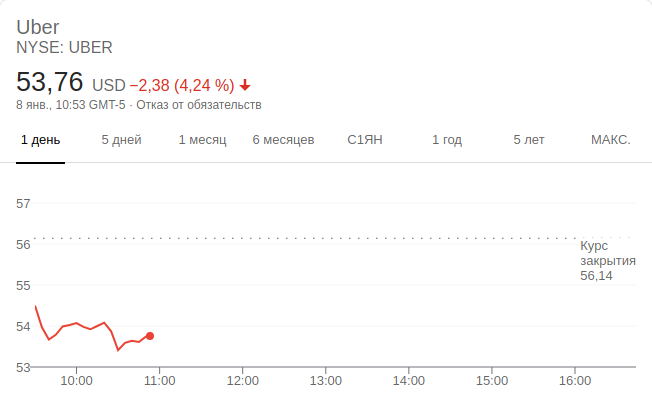 Uber
NYSE: UBER
53,76 USD −2,38 (4,24 %)
8 янв., 10:53 GMT-5 · Отказ от обязательств
1 день 5 дней 1 месяц 6 месяцев С1ЯН 1 год 5 лет МАКС.
57
56
Курс
закрытия
56,14
55
54
53
10:00 11:00 12:00 13:00 14:00 15:00 16:00